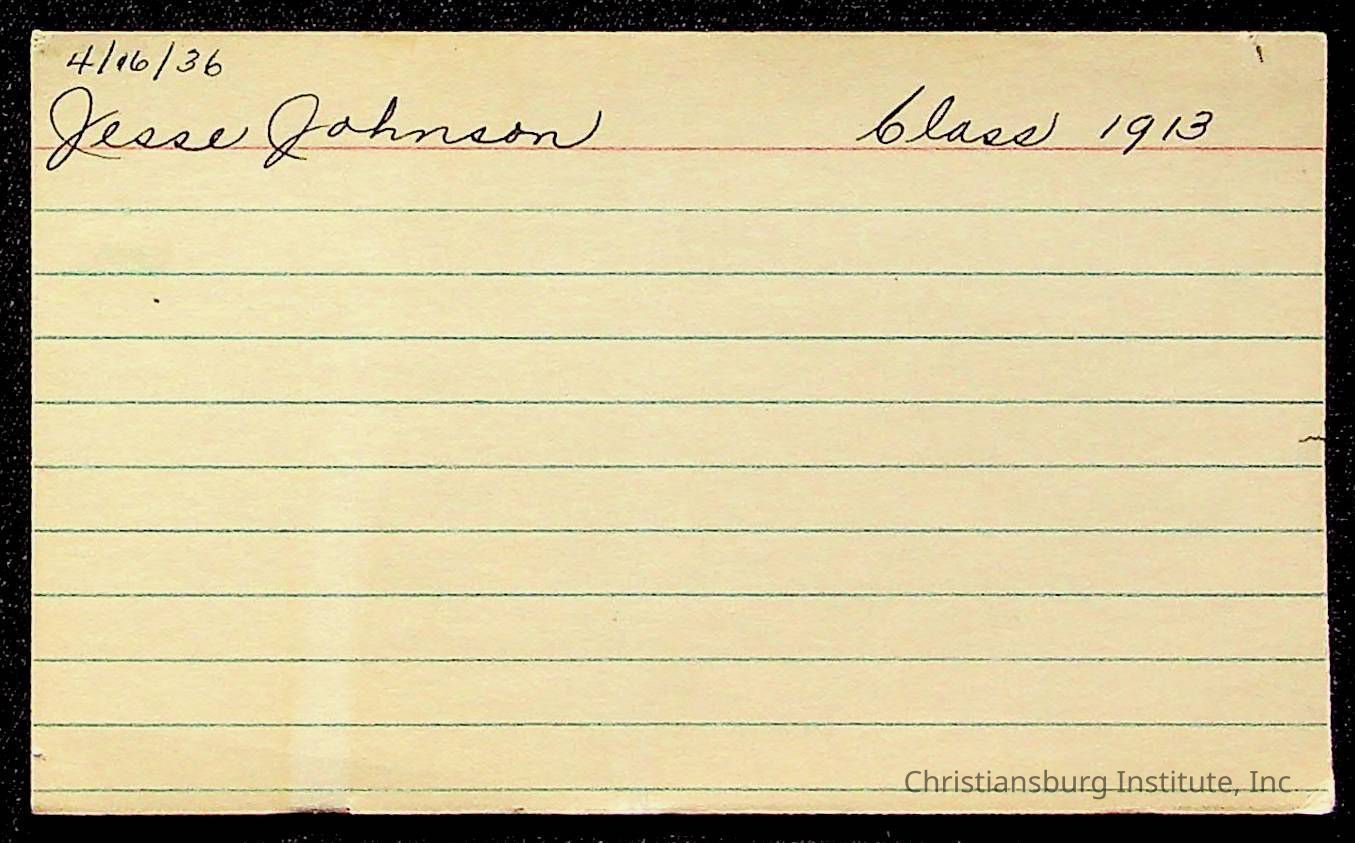 4/16/36
Jesse Johnson Class 1913
Christiansburg Institute, Inc